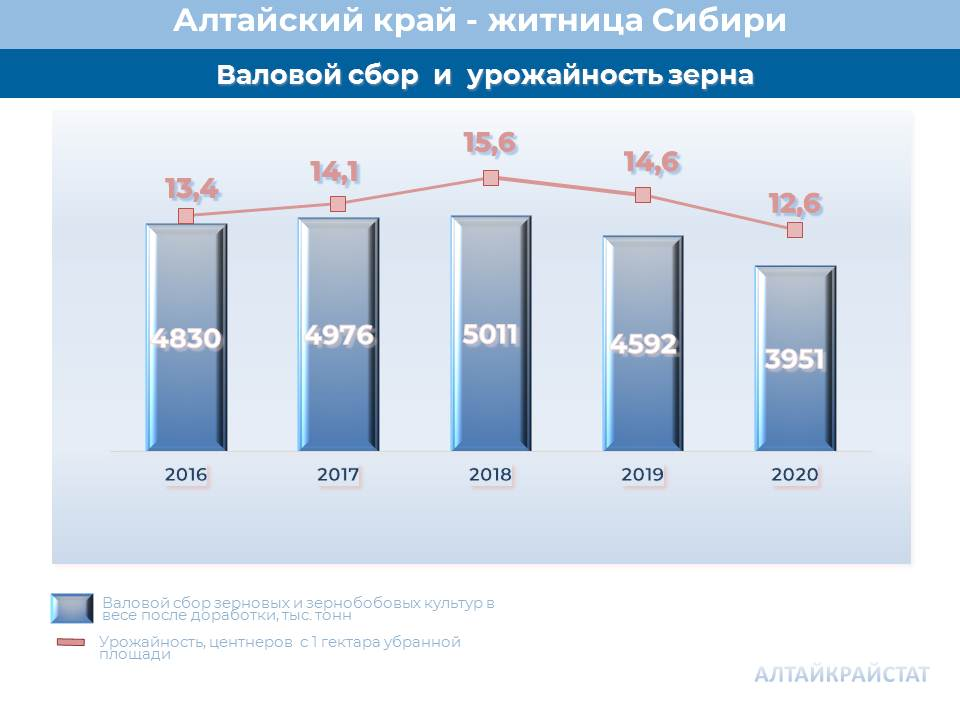 Алтайский край - житница Сибири
Валовой сбор и урожайность зерна
13,4
14,1
15,6
14,6
12,6
4830
4976
5011
4592
3951
2016
2017
2018
2019
2020
Валовой сбор зерновых и зернобобовых культур в
весе после доработки, тыс. тонн
Урожайность, центнеров с 1 гектара убранной
площади
АЛТАЙКРАЙСТАТ